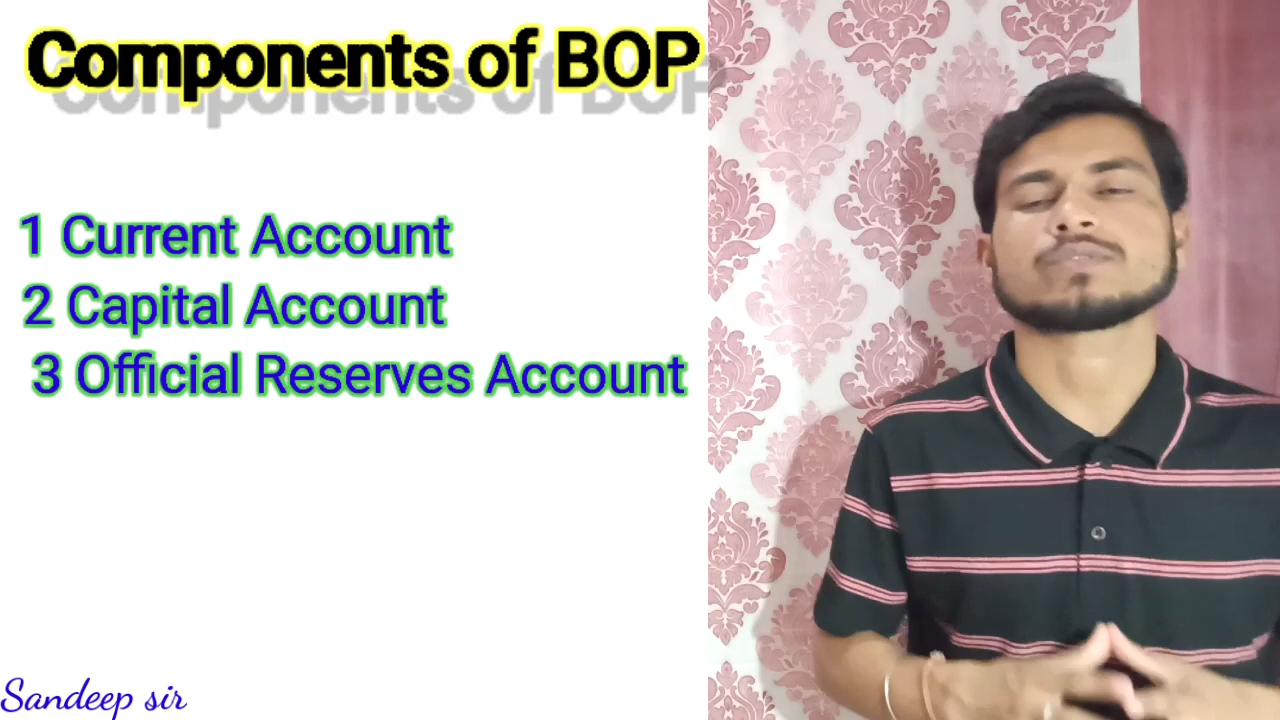 Components of BOP
1 Current Account
2 Capital Account
3 Official Reserves Account
Sandeep sir